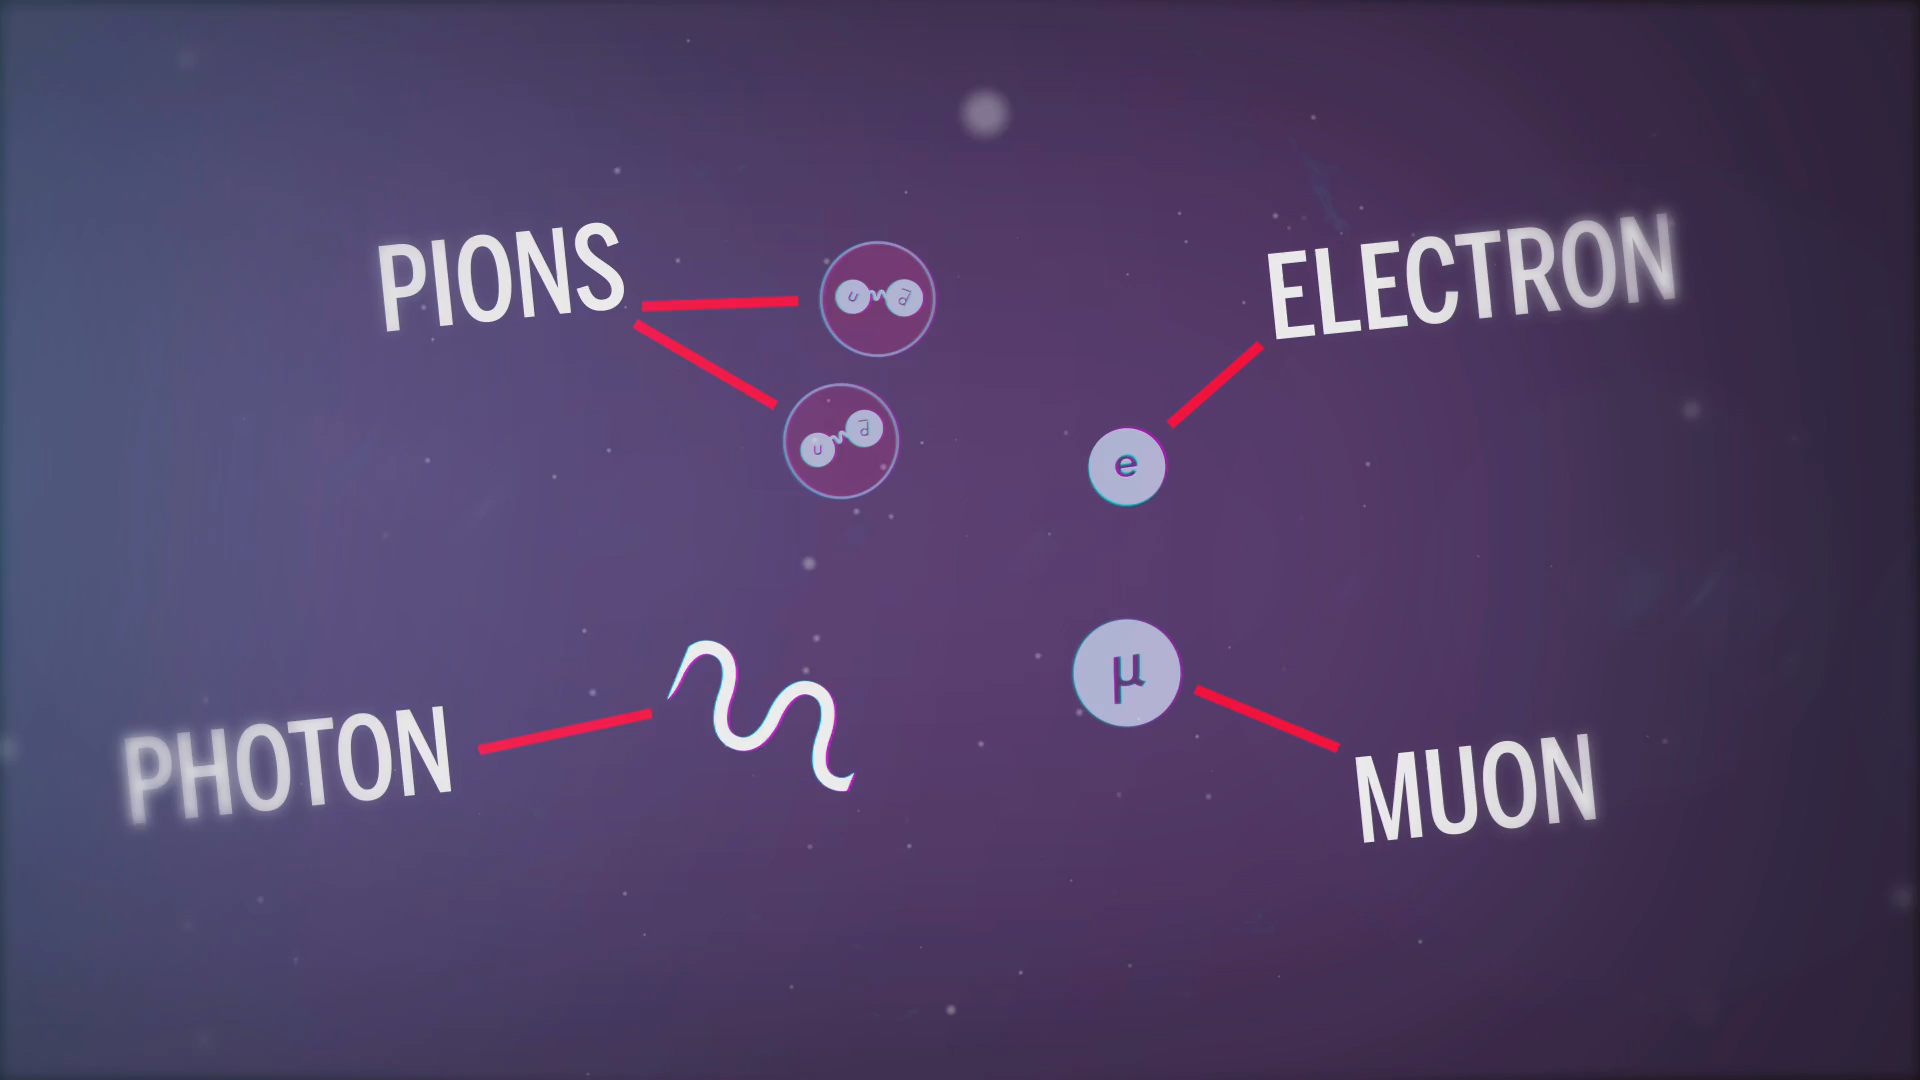 PIONS
u d̅
u d̅
ELECTRON
e
PHOTON
μ
MUON